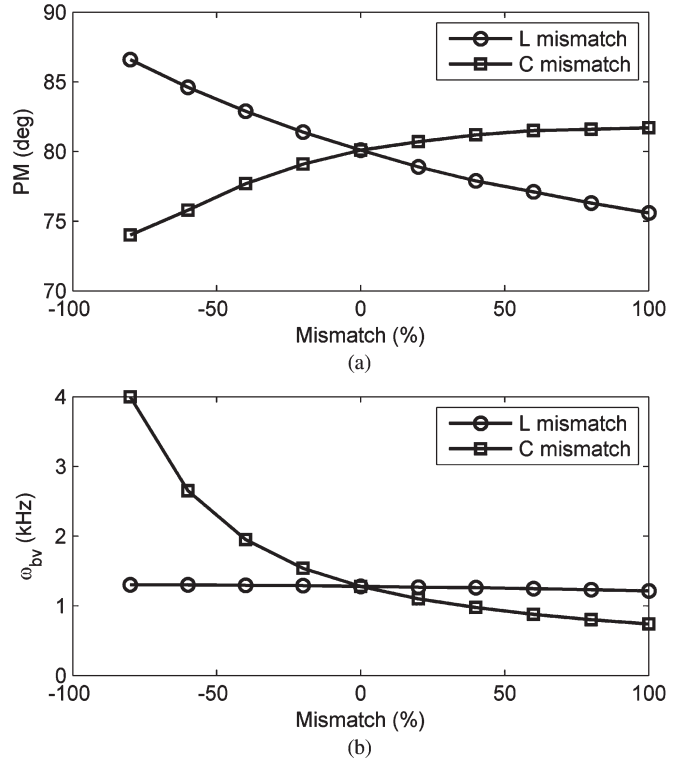 90
85
80
75
70
PM (deg)
L mismatch
C mismatch
-100 -50 0 50 100
Mismatch (%)
(a)
4
3
2
1
0
ω_bv (kHz)
L mismatch
C mismatch
-100 -50 0 50 100
Mismatch (%)
(b)